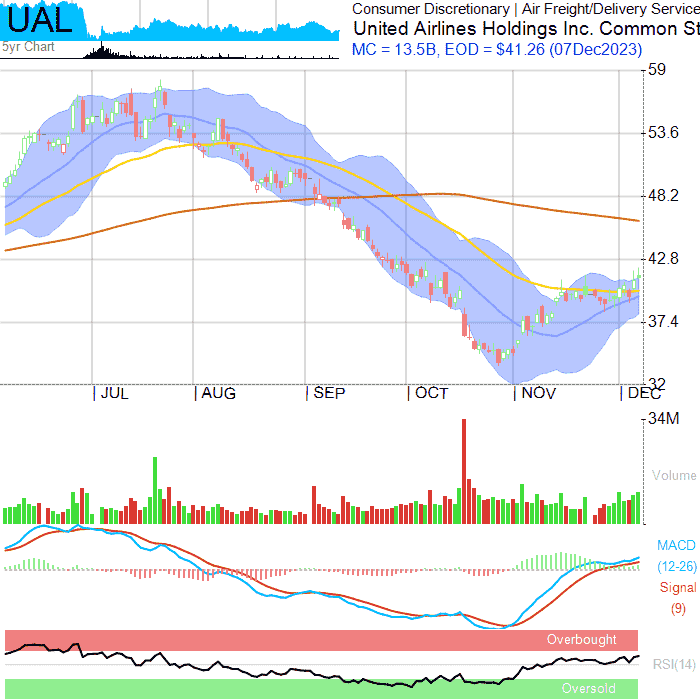 UAL
5yr Chart
Consumer Discretionary | Air Freight/Delivery Service
United Airlines Holdings Inc. Common St
MC = 13.5B, EOD = $41.26 (07Dec2023)
59
53.6
48.2
42.8
37.4
32
JUL AUG SEP OCT NOV DEC
34M
Volume
MACD
(12-26)
Signal
(9)
Overbought
RSI(14)
Oversold